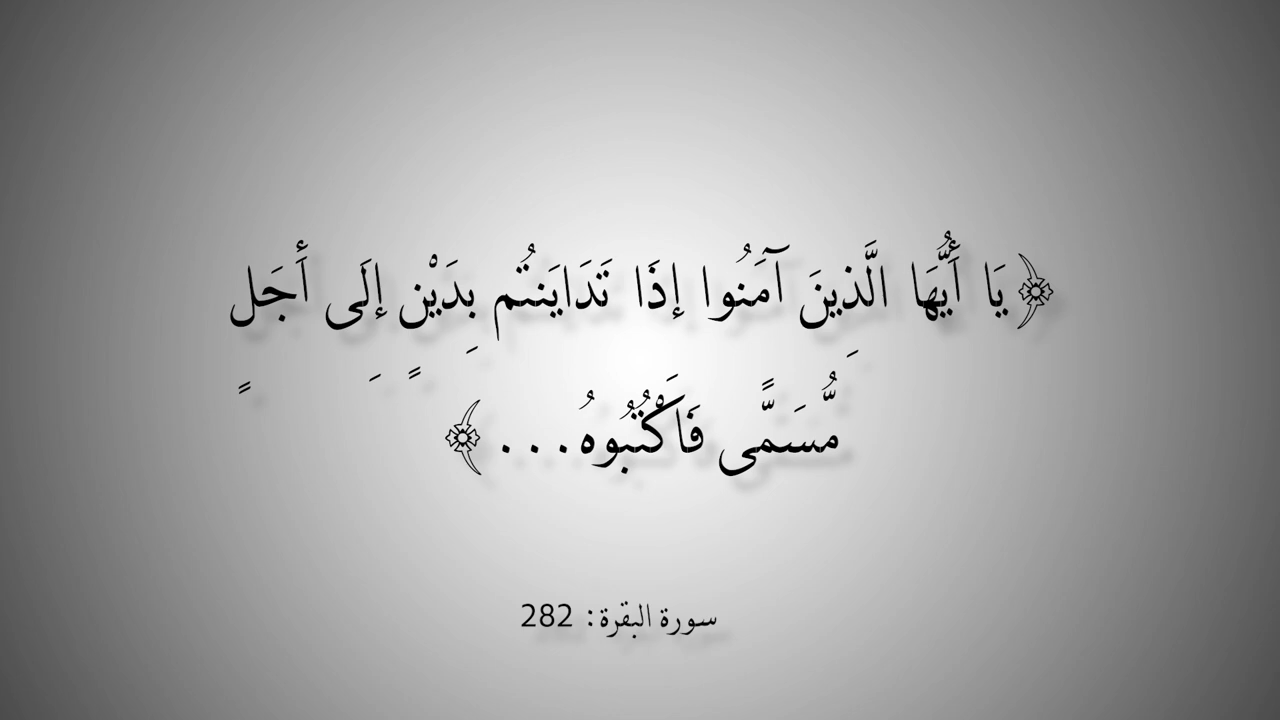 ﴿يَا أَيُّهَا الَّذِينَ آمَنُوا إِذَا تَدَايَنتُم بِدَيْنٍ إِلَى أَجَلٍ
مُّسَمًّى فَاكْتُبُوهُ... ﴾
سورة البقرة: 282